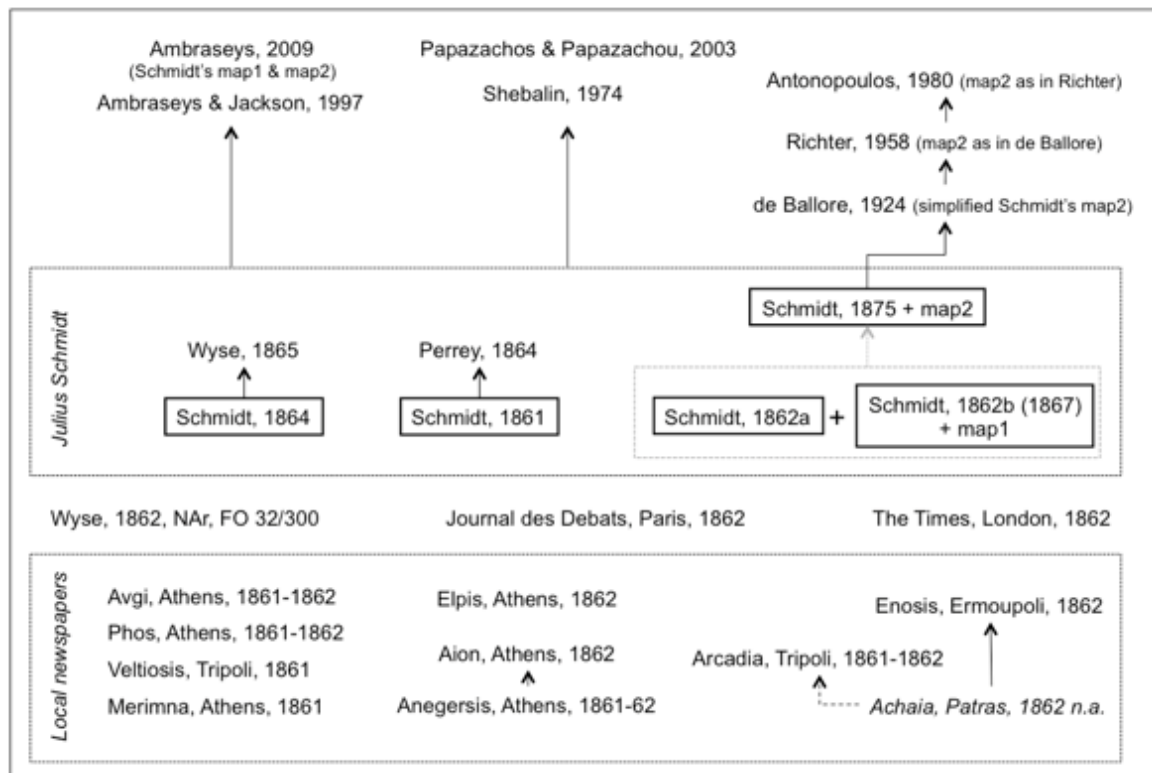 Ambraseys, 2009
(Schmidt's map1 & map2)
Ambraseys & Jackson, 1997
Papazachos & Papazachou, 2003
Shebalin, 1974
Antonopoulos, 1980 (map2 as in Richter)
Richter, 1958 (map2 as in de Ballore)
de Ballore, 1924 (simplified Schmidt's map2)
Julius Schmidt
Schmidt, 1875 + map2
Wyse, 1865
Perrey, 1864
Schmidt, 1864
Schmidt, 1861
Schmidt, 1862a
+
Schmidt, 1862b (1867)
+ map1
Wyse, 1862, NAr, FO 32/300
Journal des Debats, Paris, 1862
The Times, London, 1862
Local newspapers
Avgi, Athens, 1861-1862
Phos, Athens, 1861-1862
Veltiosis, Tripoli, 1861
Merimna, Athens, 1861
Elpis, Athens, 1862
Aion, Athens, 1862
Anegersis, Athens, 1861-62
Arcadia, Tripoli, 1861-1862
Enosis, Ermoupoli, 1862
Achaia, Patras, 1862 n.a.